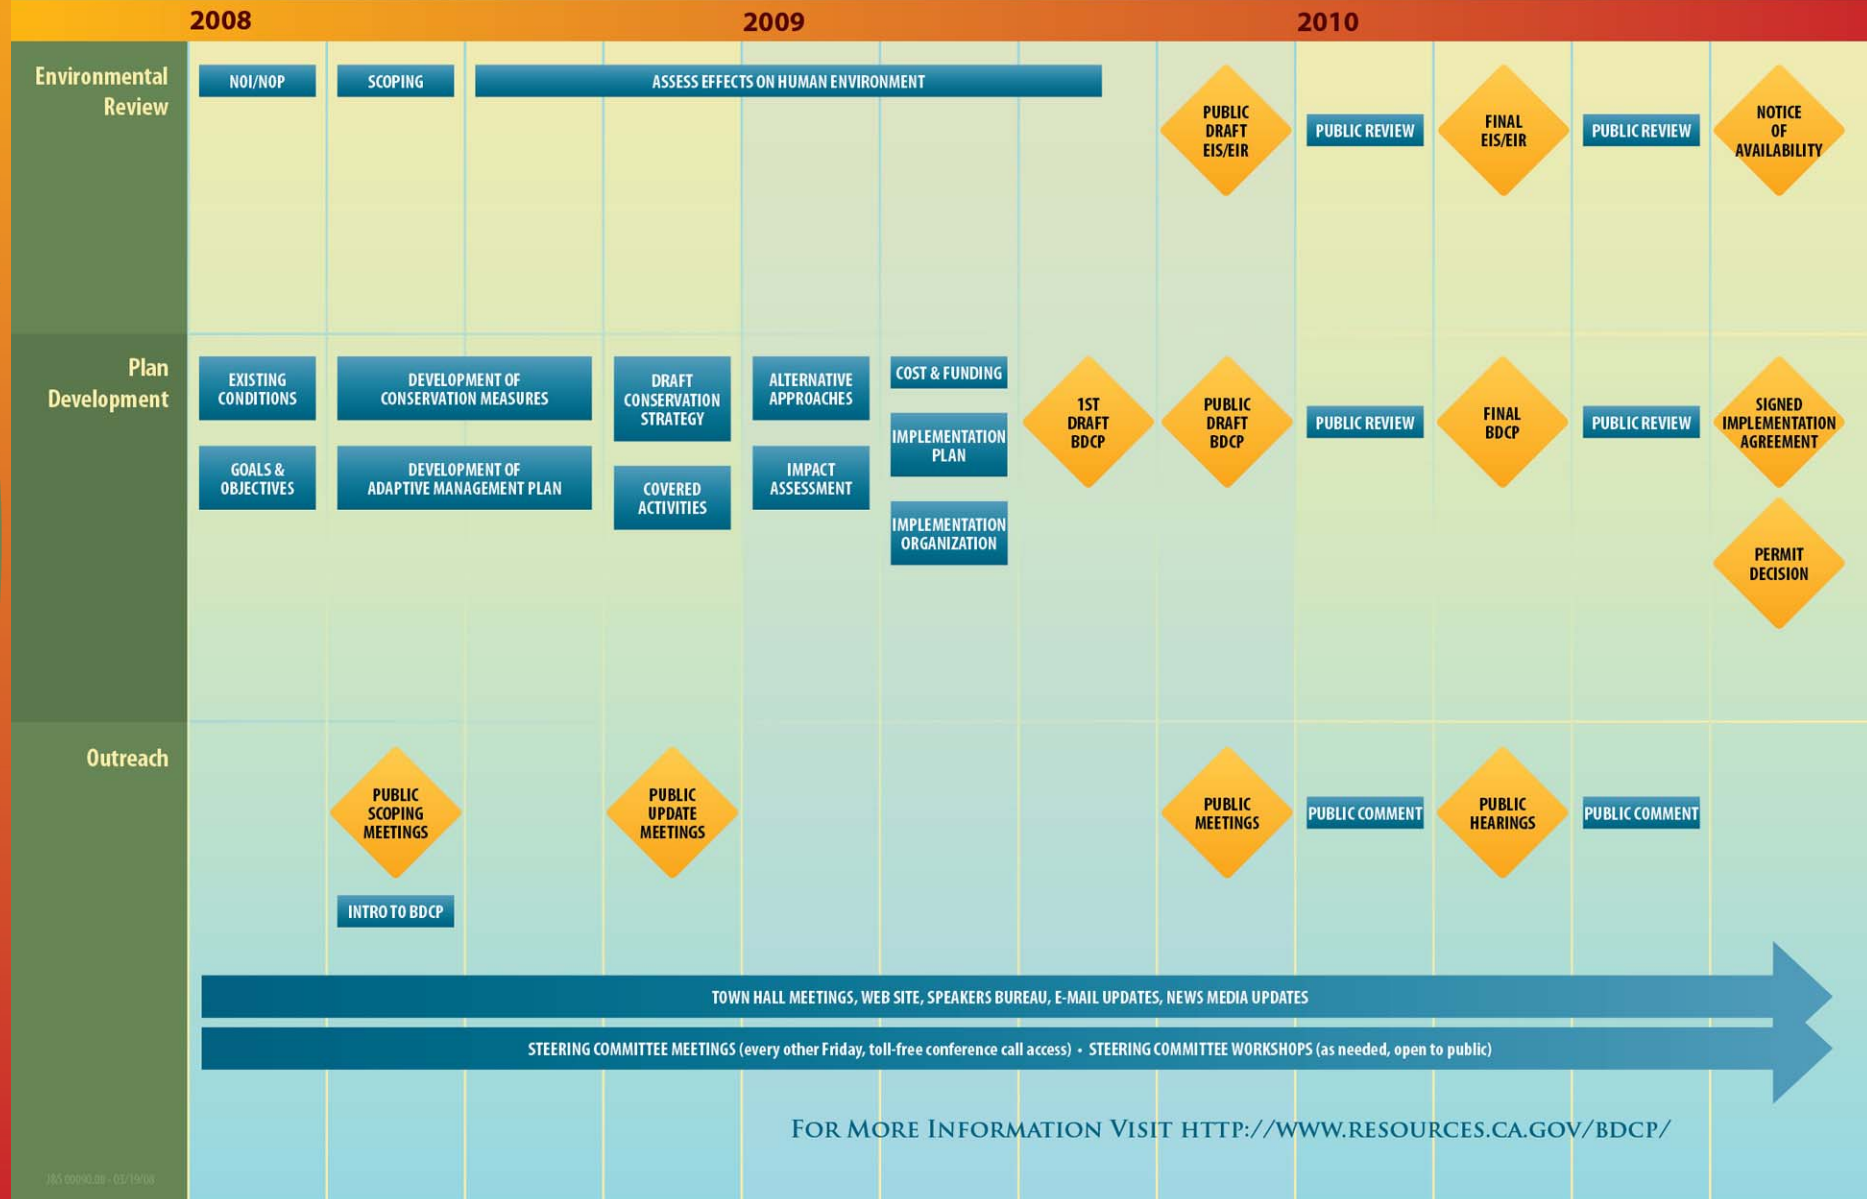 2008
2009
2010
Environmental
Review
NOI/NOP
SCOPING
ASSESS EFFECTS ON HUMAN ENVIRONMENT
PUBLIC
DRAFT
EIS/EIR
PUBLIC REVIEW
FINAL
EIS/EIR
PUBLIC REVIEW
NOTICE
OF
AVAILABILITY
Plan
Development
EXISTING
CONDITIONS
GOALS &
OBJECTIVES
DEVELOPMENT OF
CONSERVATION MEASURES
DEVELOPMENT OF
ADAPTIVE MANAGEMENT PLAN
DRAFT
CONSERVATION
STRATEGY
COVERED
ACTIVITIES
ALTERNATIVE
APPROACHES
IMPACT
ASSESSMENT
COST & FUNDING
IMPLEMENTATION
PLAN
IMPLEMENTATION
ORGANIZATION
1ST
DRAFT
BDCP
PUBLIC
DRAFT
BDCP
PUBLIC REVIEW
FINAL
BDCP
PUBLIC REVIEW
SIGNED
IMPLEMENTATION
AGREEMENT
PERMIT
DECISION
Outreach
PUBLIC
SCOPING
MEETINGS
INTRO TO BDCP
PUBLIC
UPDATE
MEETINGS
PUBLIC
MEETINGS
PUBLIC COMMENT
PUBLIC
HEARINGS
PUBLIC COMMENT
TOWN HALL MEETINGS, WEB SITE, SPEAKERS BUREAU, E-MAIL UPDATES, NEWS MEDIA UPDATES
STEERING COMMITTEE MEETINGS (every other Friday, toll-free conference call access) • STEERING COMMITTEE WORKSHOPS (as needed, open to public)
FOR MORE INFORMATION VISIT HTTP://WWW.RESOURCES.CA.GOV/BDCP/